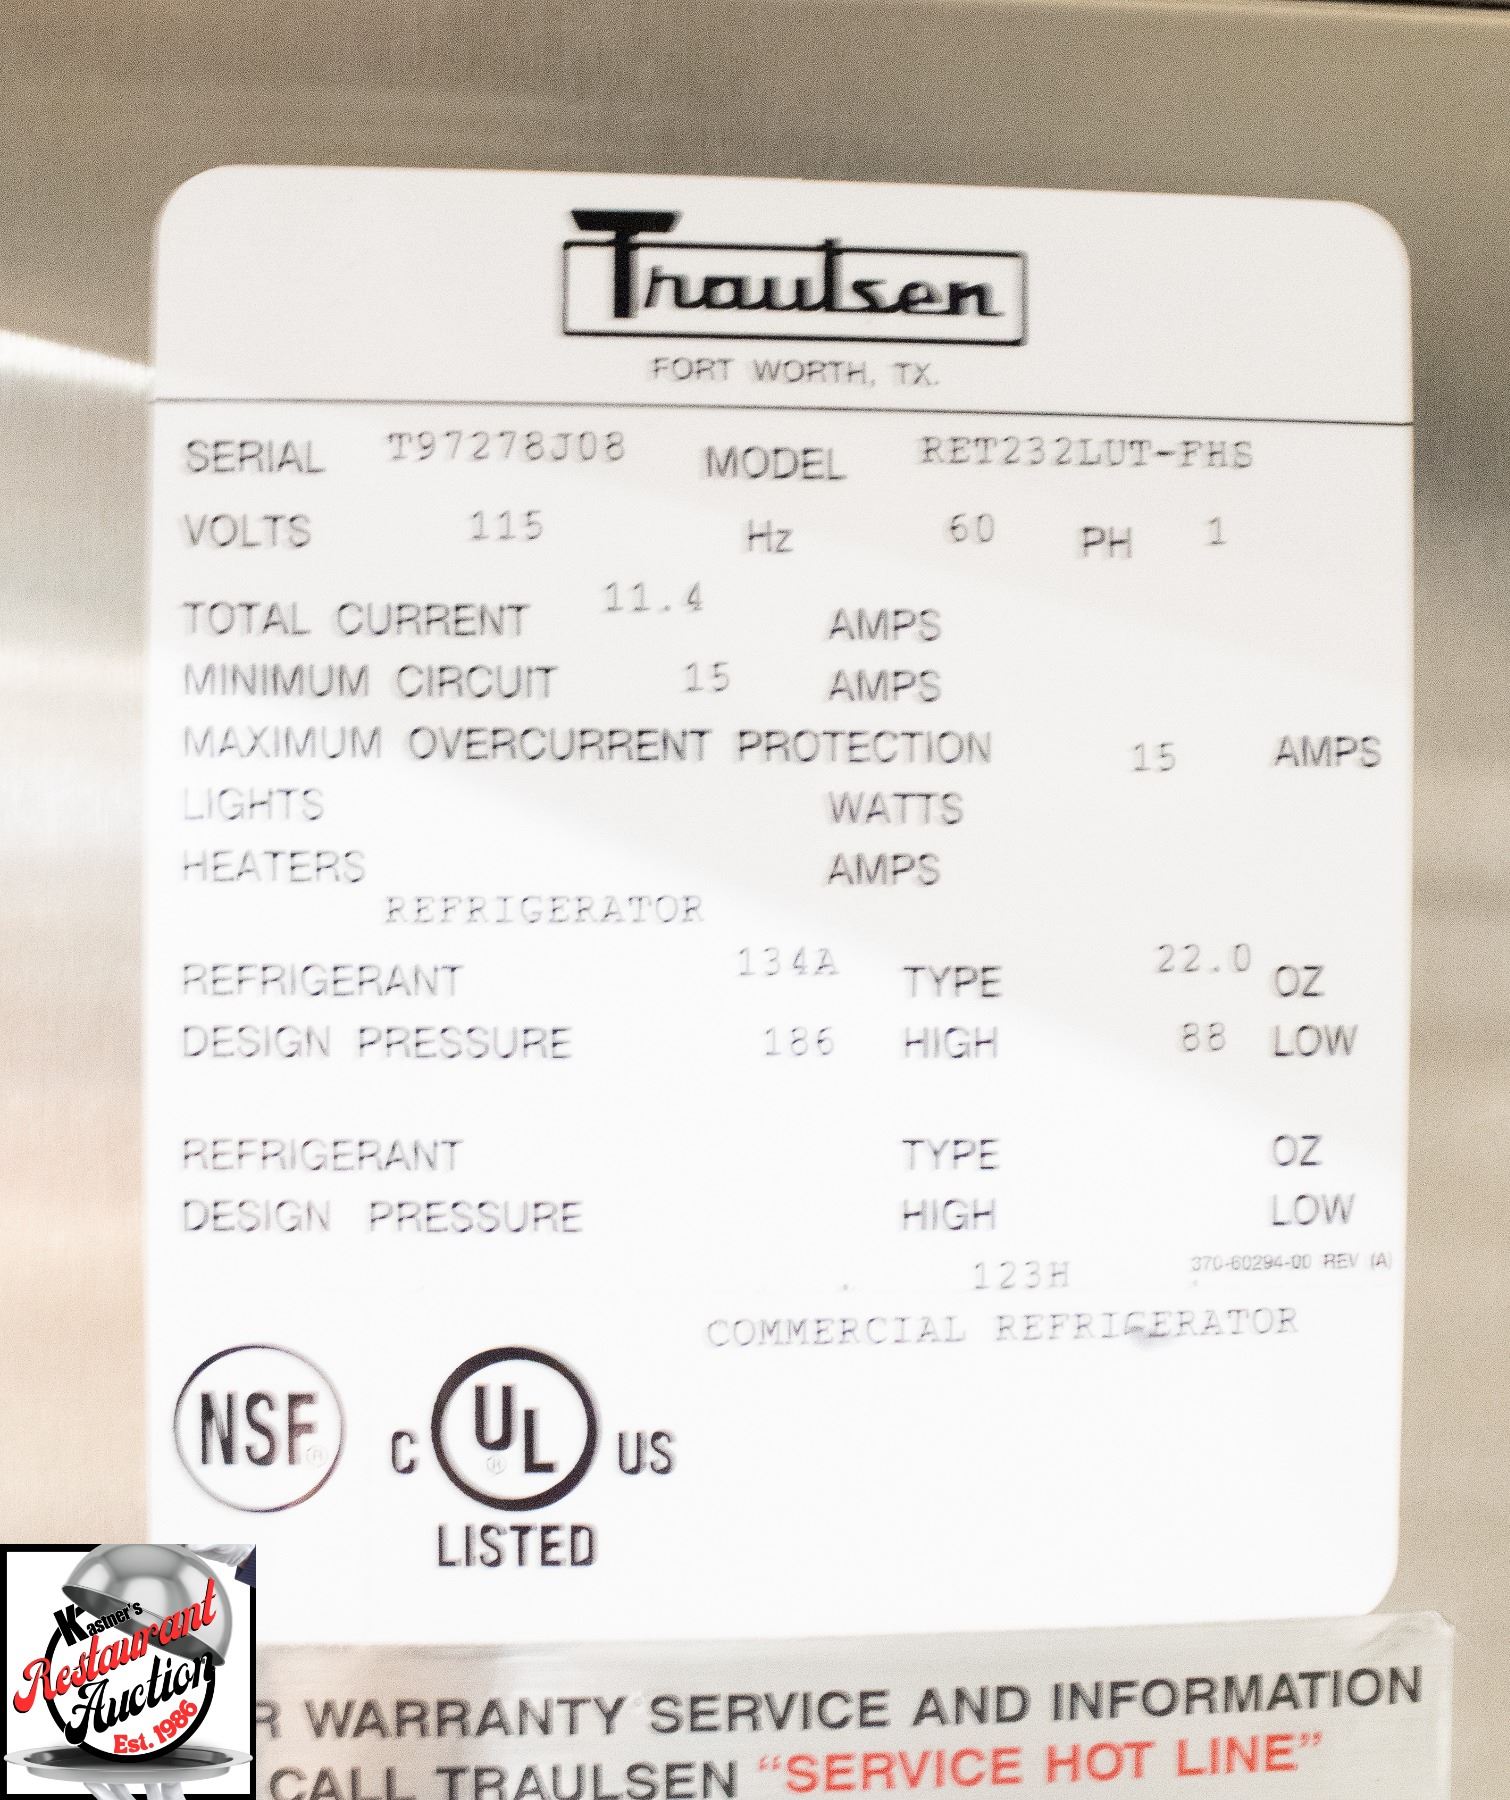 Traulsen
FORT WORTH, TX.
SERIAL T97278J08 MODEL RET232LUT-FHS
VOLTS 115 Hz 60 PH 1
TOTAL CURRENT 11.4 AMPS
MINIMUM CIRCUIT 15 AMPS
MAXIMUM OVERCURRENT PROTECTION 15 AMPS
LIGHTS WATTS
HEATERS AMPS
REFRIGERATOR
REFRIGERANT 134A TYPE 22.0 OZ
DESIGN PRESSURE 186 HIGH 88 LOW
REFRIGERANT TYPE OZ
DESIGN PRESSURE HIGH LOW
370-60294-00 REV (A)
123H
COMMERCIAL REFRIGERATOR
NSF®
C UL® US
LISTED
R WARRANTY SERVICE AND INFORMATION
CALL TRAULSEN “SERVICE HOT LINE”
Kastner's
Restaurant
Auction
Est. 1986